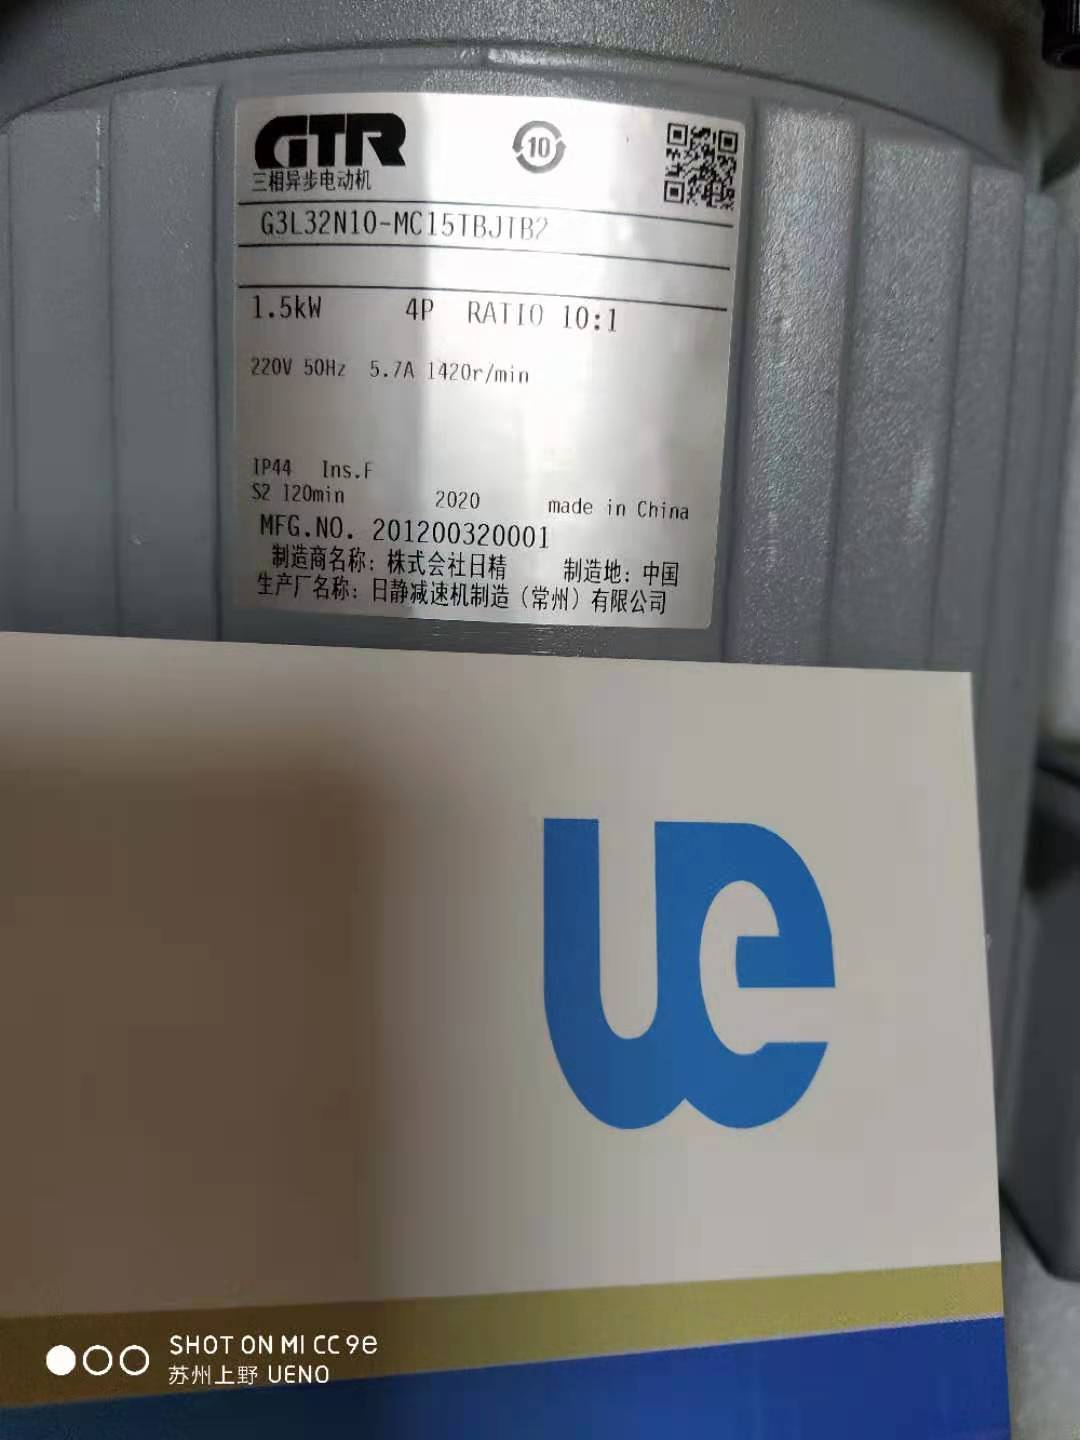 GTR
10
三相异步电动机
G3L32N10-MC15TBJTB2
1.5kW 4P RATIO 10:1
220V 50Hz 5.7A 1420r/min
IP44 Ins.F
S2 120min 2020 made in China
MFG.NO. 201200320001
制造商名称：株式会社日精 制造地：中国
生产厂名称：日静减速机制造（常州）有限公司
ue
SHOT ON MI CC 9e
苏州上野 UENO